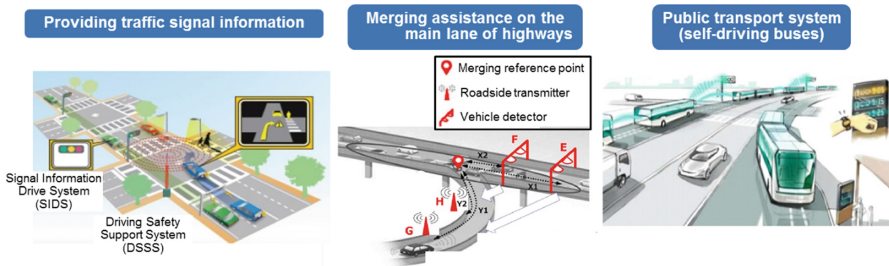 Providing traffic signal information
Signal Information
Drive System
(SIDS)
Driving Safety
Support System
(DSSS)
Merging assistance on the
main lane of highways
Merging reference point
Roadside transmitter
Vehicle detector
F
E
X2
X1
H
Y2
Y1
G
Public transport system
(self-driving buses)